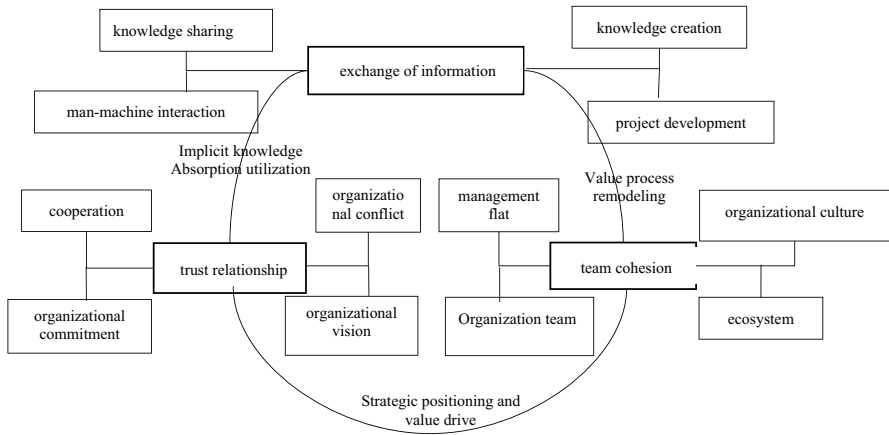 knowledge sharing
knowledge creation
exchange of information
man-machine interaction
project development
Implicit knowledge
Absorption utilization
Value process
remodeling
cooperation
organizatio
nal conflict
management
flat
organizational culture
trust relationship
team cohesion
organizational
commitment
organizational
vision
Organization team
ecosystem
Strategic positioning and
value drive